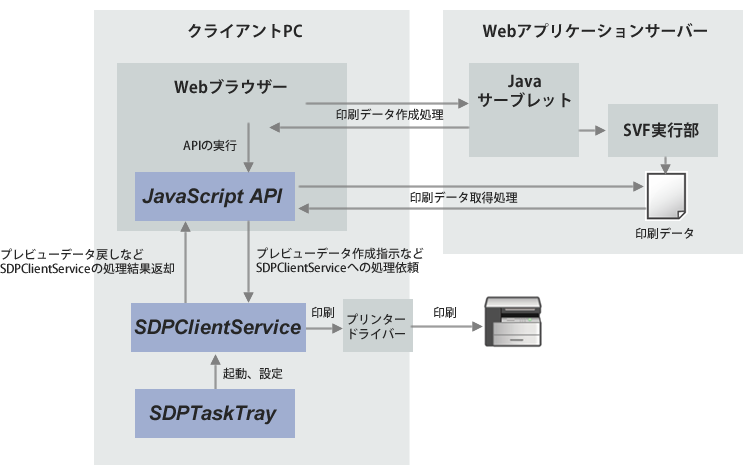 クライアントPC
Webアプリケーションサーバー
Webブラウザー
Java
サーブレット
印刷データ作成処理
SVF実行部
APIの実行
JavaScript API
印刷データ取得処理
印刷データ
プレビューデータ戻しなど
SDPClientServiceの処理結果返却
プレビューデータ作成指示など
SDPClientServiceへの処理依頼
SDPClientService
印刷
プリンター
ドライバー
印刷
起動、設定
SDPTaskTray